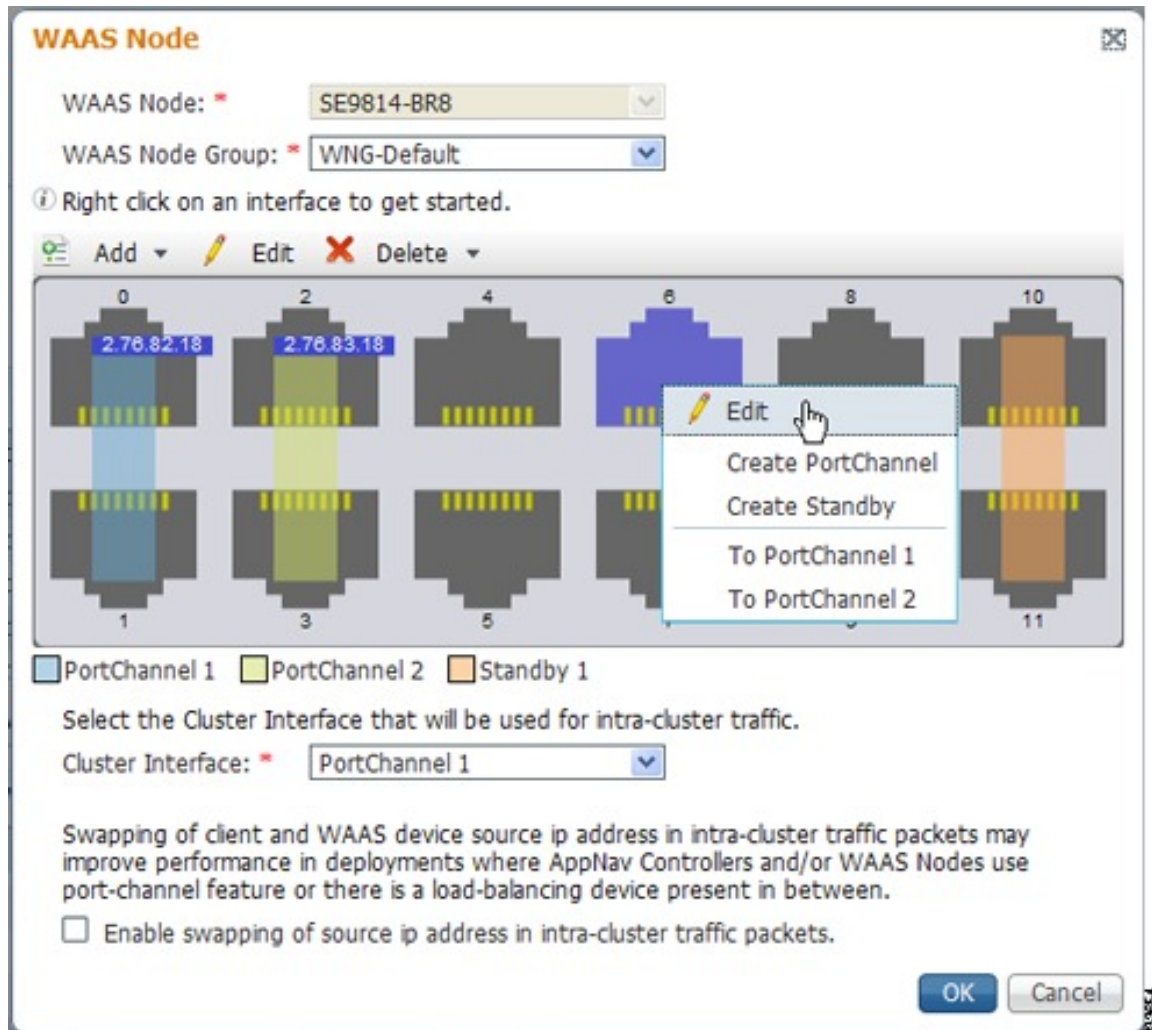 WAAS Node
WAAS Node: * SE9814-BR8
WAAS Node Group: * WNG-Default
Right click on an interface to get started.
Add Edit Delete
0 2 4 6 8 10
2.76.82.18 2.76.83.18
Edit
Create PortChannel
Create Standby
To PortChannel 1
To PortChannel 2
1 3 5 11
PortChannel 1 PortChannel 2 Standby 1
Select the Cluster Interface that will be used for intra-cluster traffic.
Cluster Interface: * PortChannel 1
Swapping of client and WAAS device source ip address in intra-cluster traffic packets may
improve performance in deployments where AppNav Controllers and/or WAAS Nodes use
port-channel feature or there is a load-balancing device present in between.
Enable swapping of source ip address in intra-cluster traffic packets.
OK Cancel